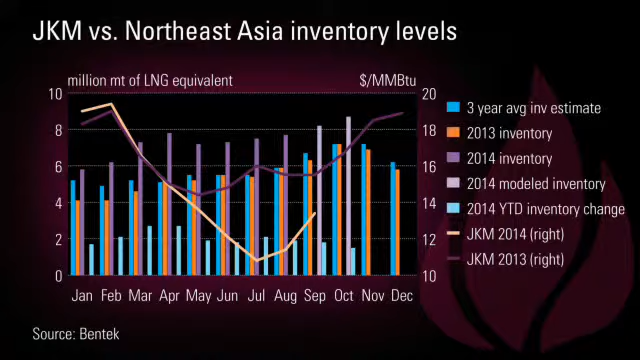 JKM vs. Northeast Asia inventory levels
million mt of LNG equivalent $/MMBtu
10 20
8 18
6 16
4 14
2 12
0 10
Jan Feb Mar Apr May Jun Jul Aug Sep Oct Nov Dec
3 year avg inv estimate
2013 inventory
2014 inventory
2014 modeled inventory
2014 YTD inventory change
JKM 2014 (right)
JKM 2013 (right)
Source: Bentek